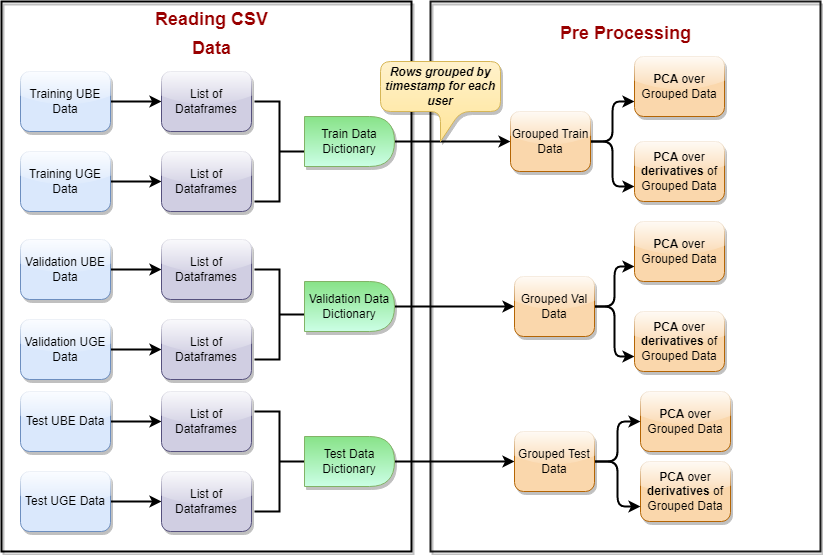 Reading CSV
Data
Pre Processing
Rows grouped by
timestamp for each
user
Training UBE
Data
List of
Dataframes
Training UGE
Data
List of
Dataframes
Train Data
Dictionary
Grouped Train
Data
PCA over
Grouped Data
PCA over
derivatives of
Grouped Data
Validation UBE
Data
List of
Dataframes
Validation UGE
Data
List of
Dataframes
Validation Data
Dictionary
Grouped Val
Data
PCA over
Grouped Data
PCA over
derivatives of
Grouped Data
Test UBE Data
List of
Dataframes
Test UGE Data
List of
Dataframes
Test Data
Dictionary
Grouped Test
Data
PCA over
Grouped Data
PCA over
derivatives of
Grouped Data